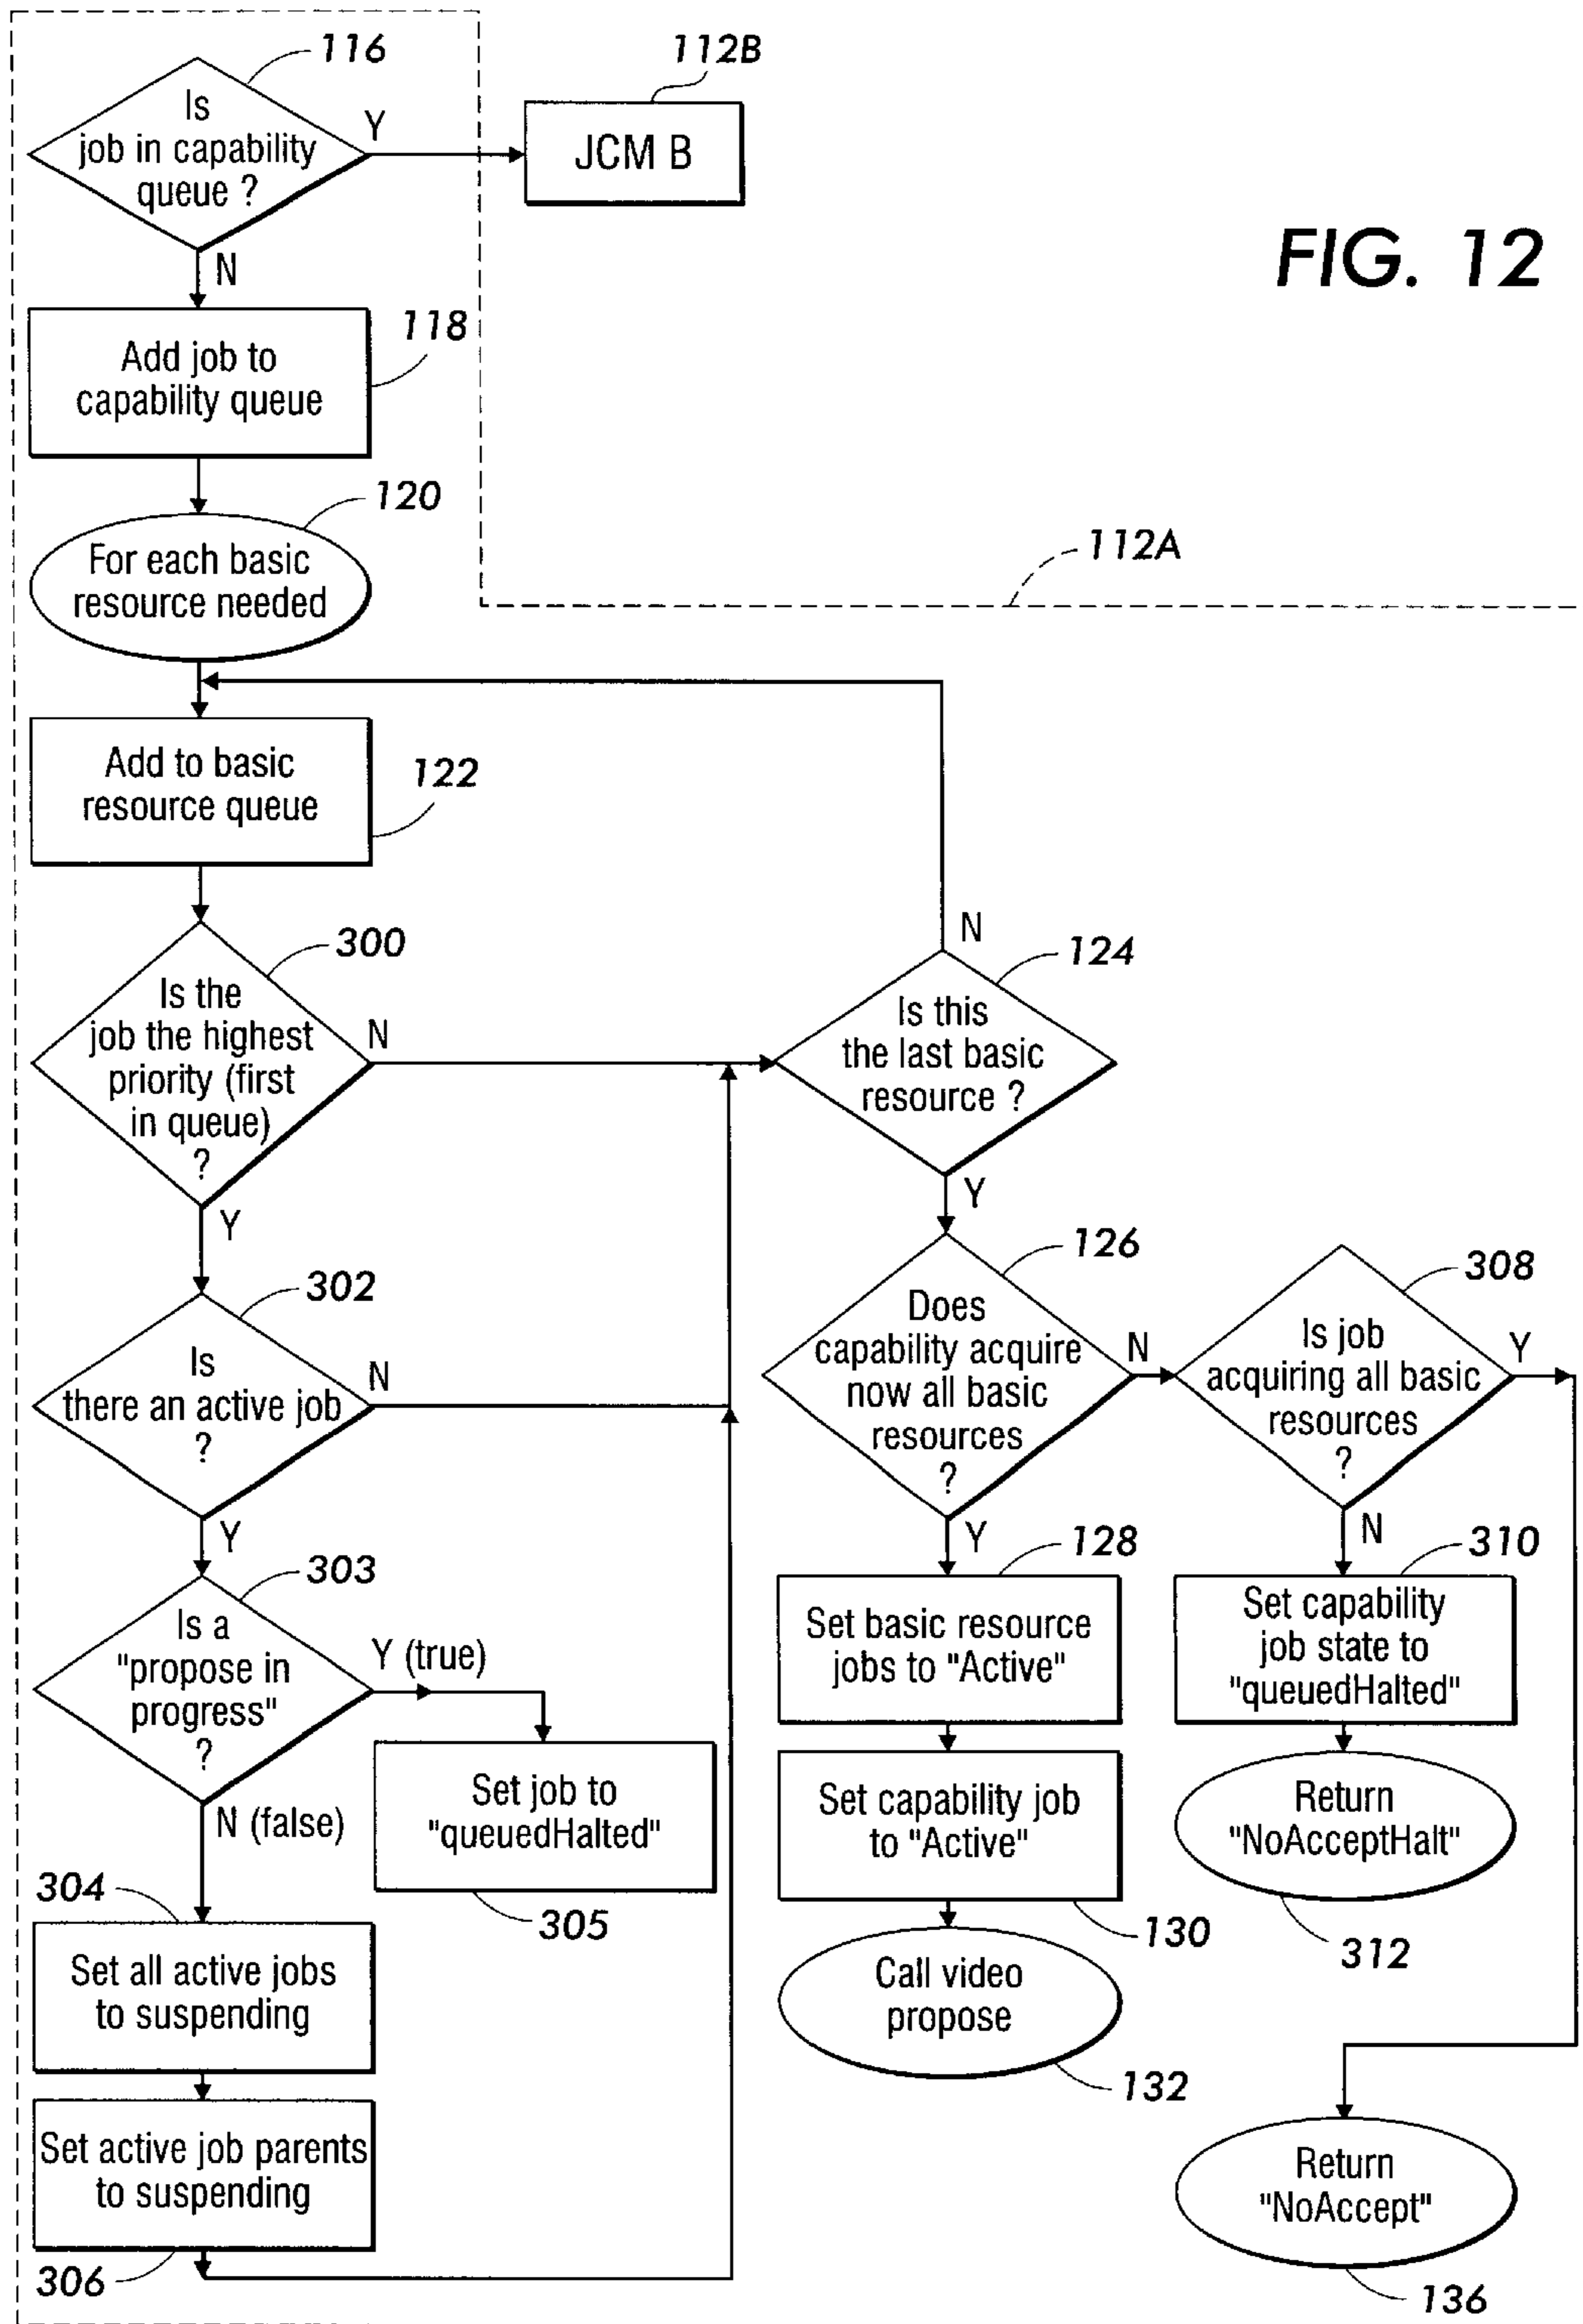 116
Is
job in capability
queue ?
Y
112B
JCM B
FIG. 12
N
118
Add job to
capability queue
120
For each basic
resource needed
112A
Add to basic
resource queue
122
300
Is the
job the highest
priority (first
in queue)
?
N
Y
N
124
Is this
the last basic
resource ?
Y
302
Is
there an active job
?
N
Y
126
Does
capability acquire
now all basic
resources
?
N
Y
308
Is job
acquiring all basic
resources
?
Y
N
303
Is a
"propose in
progress"
?
Y (true)
N (false)
Set job to
"queuedHalted"
305
128
Set basic resource
jobs to "Active"
310
Set capability
job state to
"queuedHalted"
Set capability job
to "Active"
130
Return
"NoAcceptHalt"
312
304
Set all active jobs
to suspending
Call video
propose
132
Set active job parents
to suspending
306
Return
"NoAccept"
136